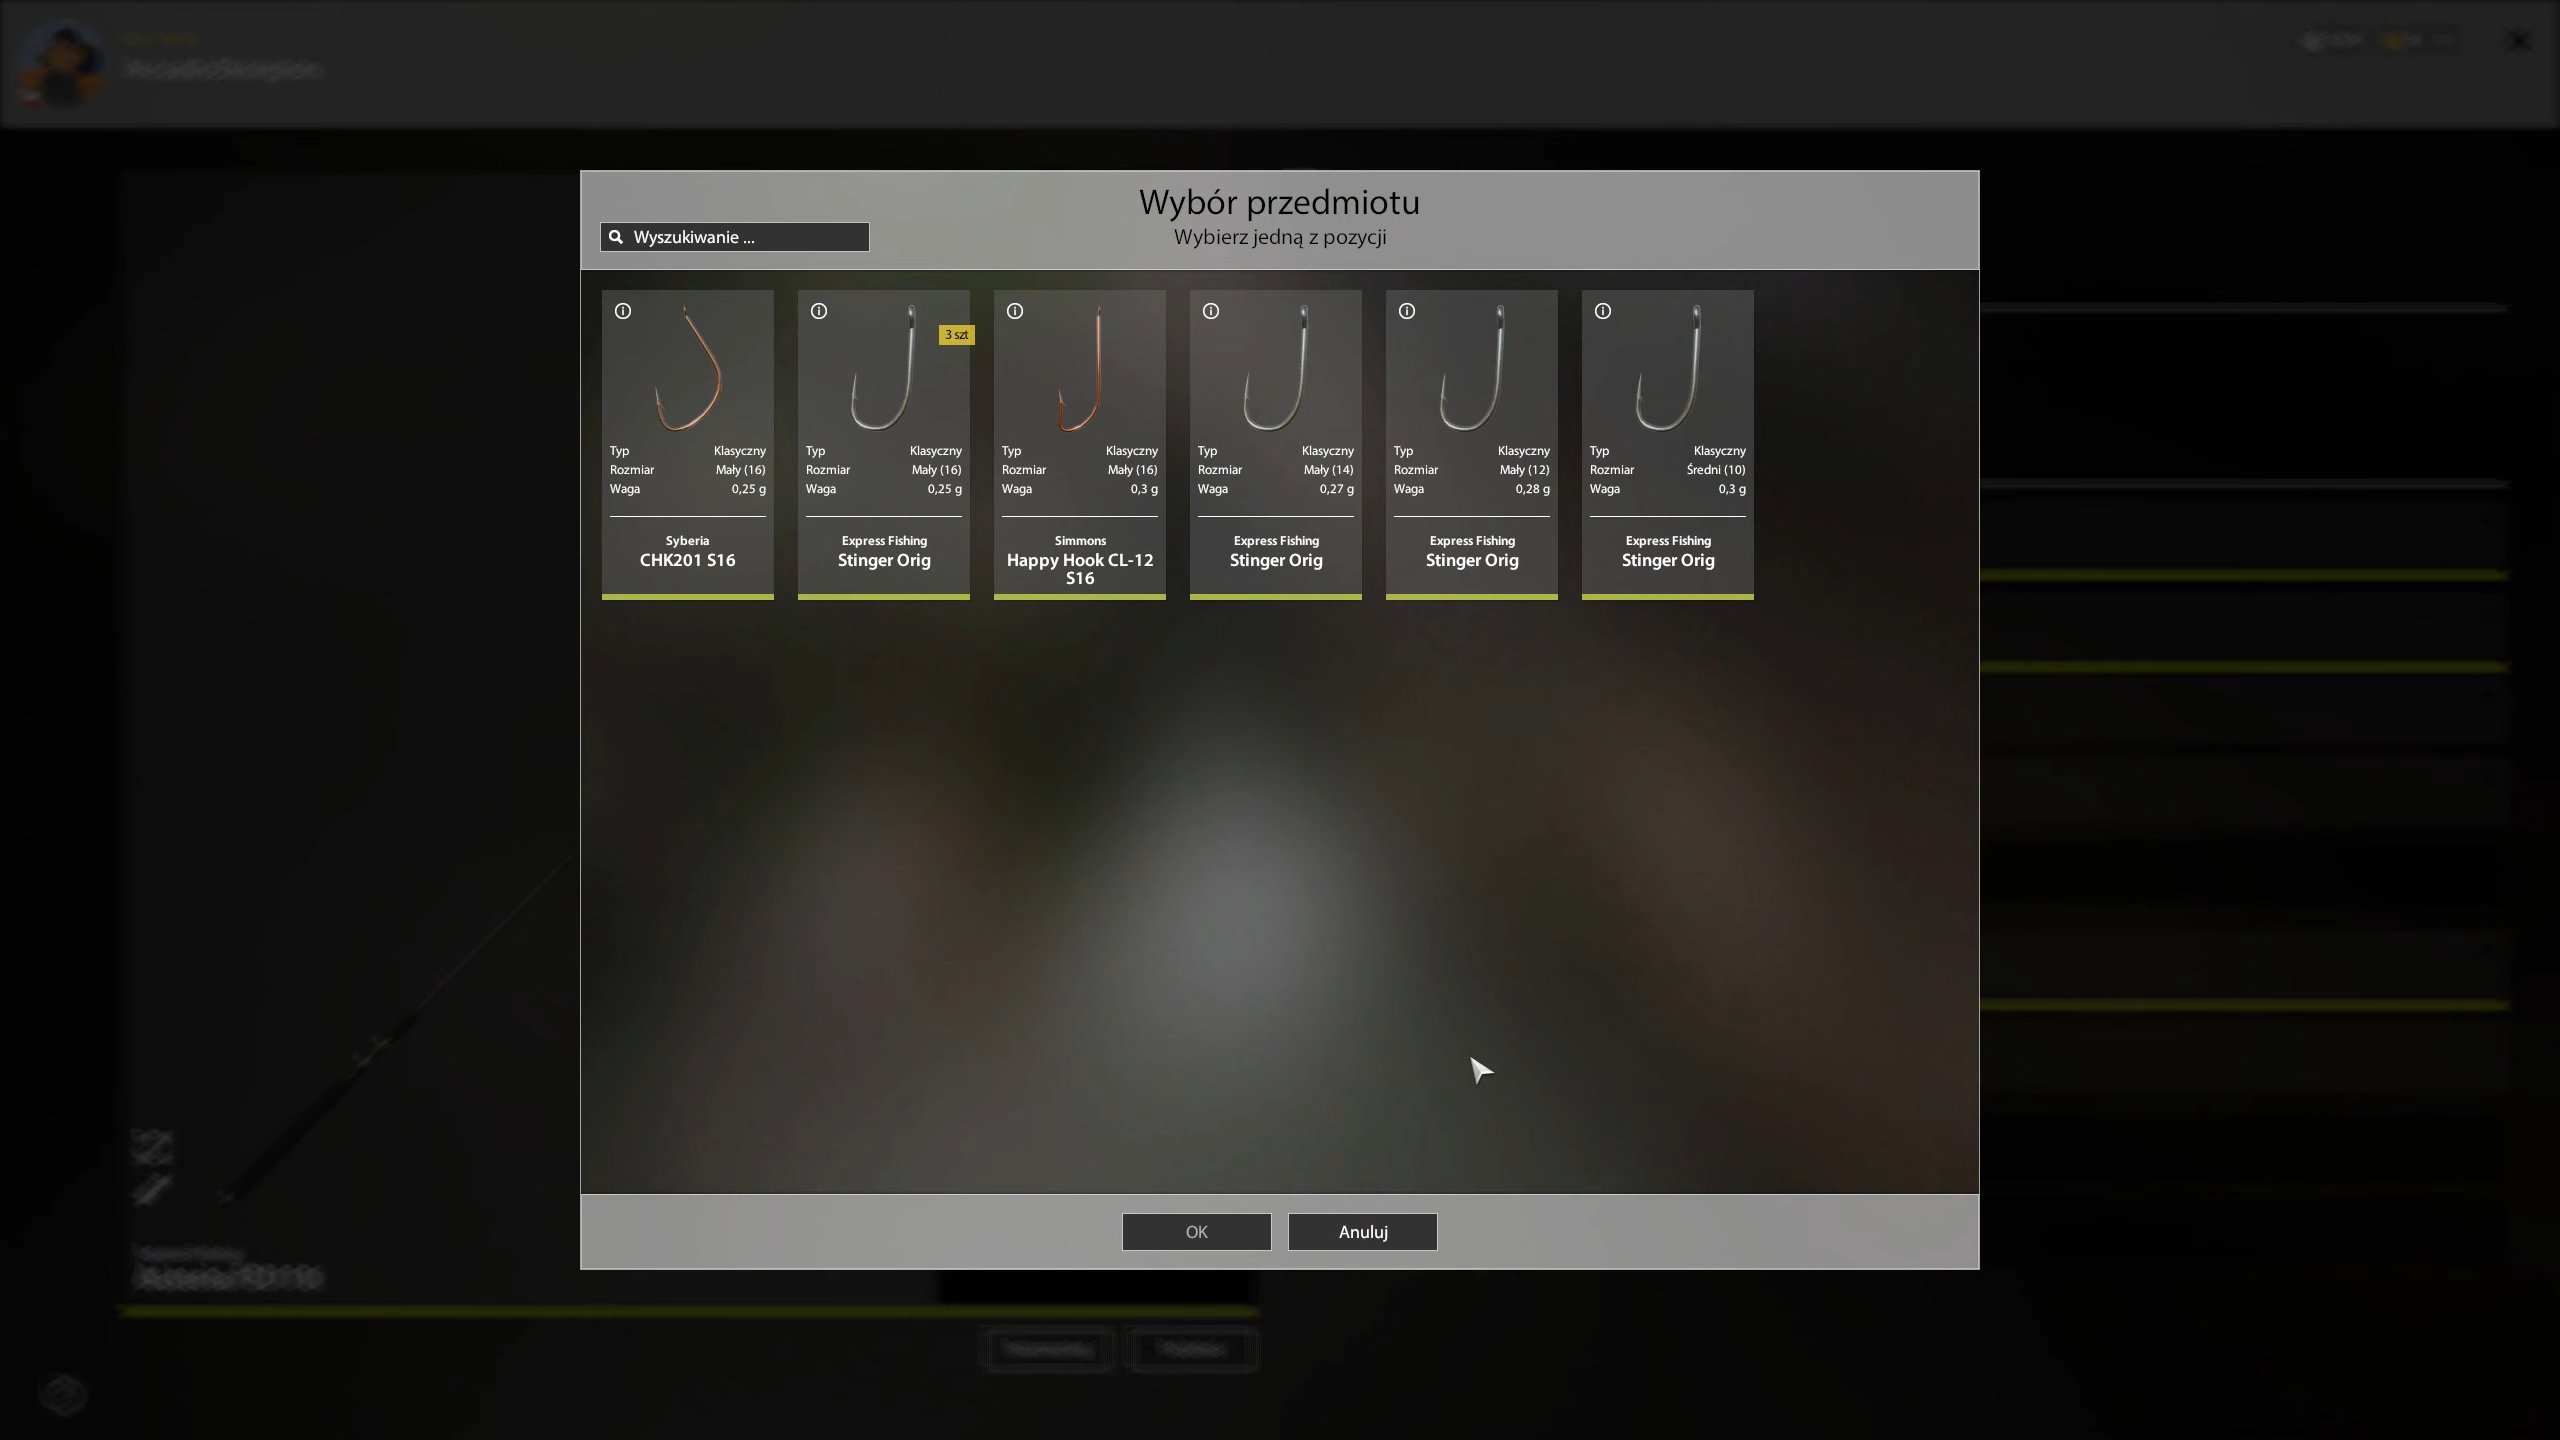 Wybór przedmiotu
Wyszukiwanie ...
Wybierz jedną z pozycji
Typ Klasyczny
Rozmiar Mały (16)
Waga 0,25 g
Syberia
CHK201 S16
3 szt
Typ Klasyczny
Rozmiar Mały (16)
Waga 0,25 g
Express Fishing
Stinger Orig
Typ Klasyczny
Rozmiar Mały (16)
Waga 0,3 g
Simmons
Happy Hook CL-12
S16
Typ Klasyczny
Rozmiar Mały (14)
Waga 0,27 g
Express Fishing
Stinger Orig
Typ Klasyczny
Rozmiar Mały (12)
Waga 0,28 g
Express Fishing
Stinger Orig
Typ Klasyczny
Rozmiar Średni (10)
Waga 0,3 g
Express Fishing
Stinger Orig
OK
Anuluj